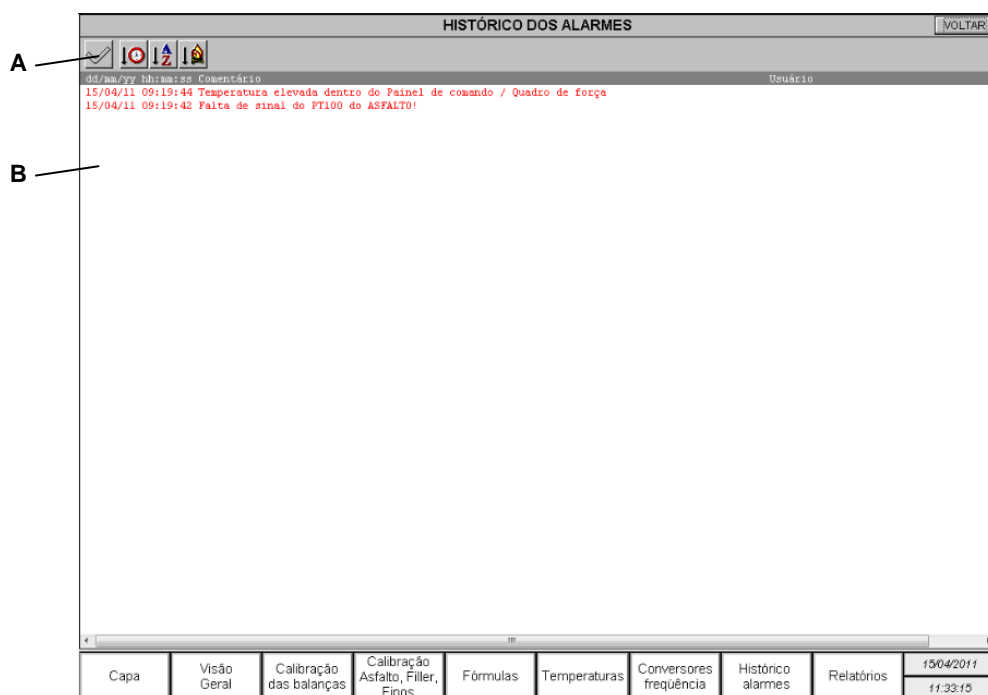 HISTÓRICO DOS ALARMES
VOLTAR
A
dd/mm/yy hh:mm:ss Comentário Usuário
15/04/11 09:19:44 Temperatura elevada dentro do Painel de comando / Quadro de força
15/04/11 09:19:42 Falta de sinal do PT100 do ASFALTO!
B
Capa
Visão
Geral
Calibração
das balanças
Calibração
Asfalto, Filler,
Finos
Fórmulas
Temperaturas
Conversores
freqüência
Histórico
alarmes
Relatórios
15/04/2011
11:33:15